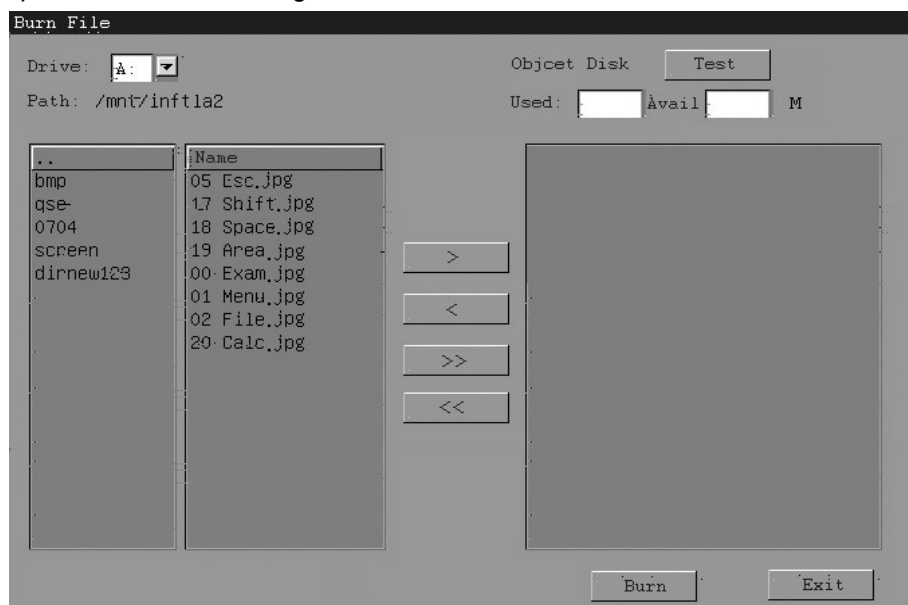 Burn File
Drive: A:
Objcet Disk Test
Path: /mnt/inftla2
Used: Avail M
..
bmp
qse
0704
screen
dirnew123
Name
05 Esc.jpg
17 Shift.jpg
18 Space.jpg
19 Area.jpg
00 Exam.jpg
01 Menu.jpg
02 File.jpg
20 Calc.jpg
>
<
>>
<<
Burn Exit